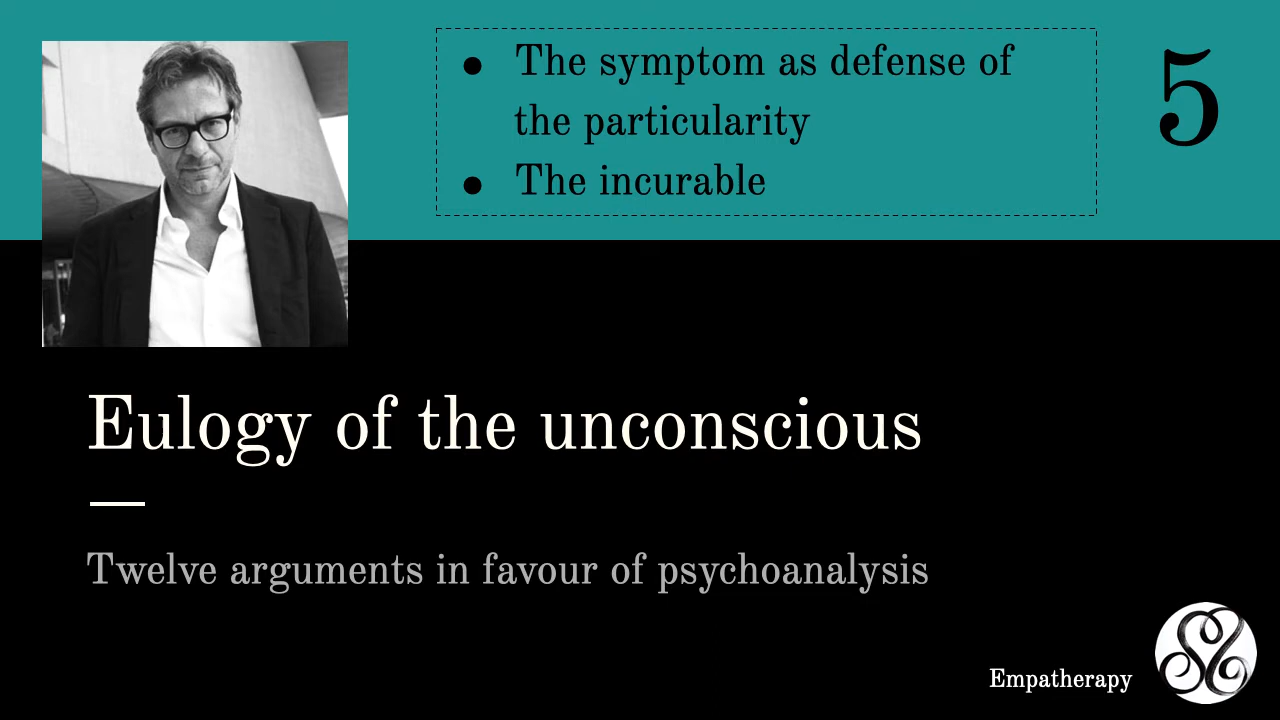 ● The symptom as defense of
the particularity
● The incurable
5
Eulogy of the unconscious
Twelve arguments in favour of psychoanalysis
Empatherapy